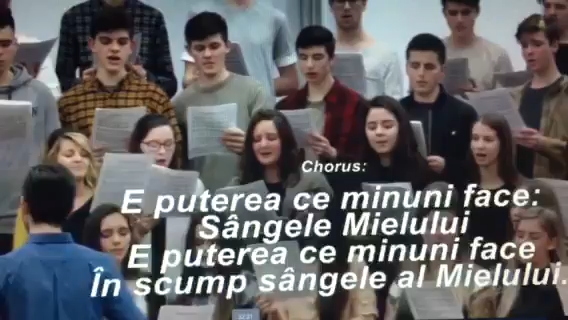 Chorus:
E puterea ce minuni face:
Sângele Mielului
E puterea ce minuni face
În scump sângele al Mielului.